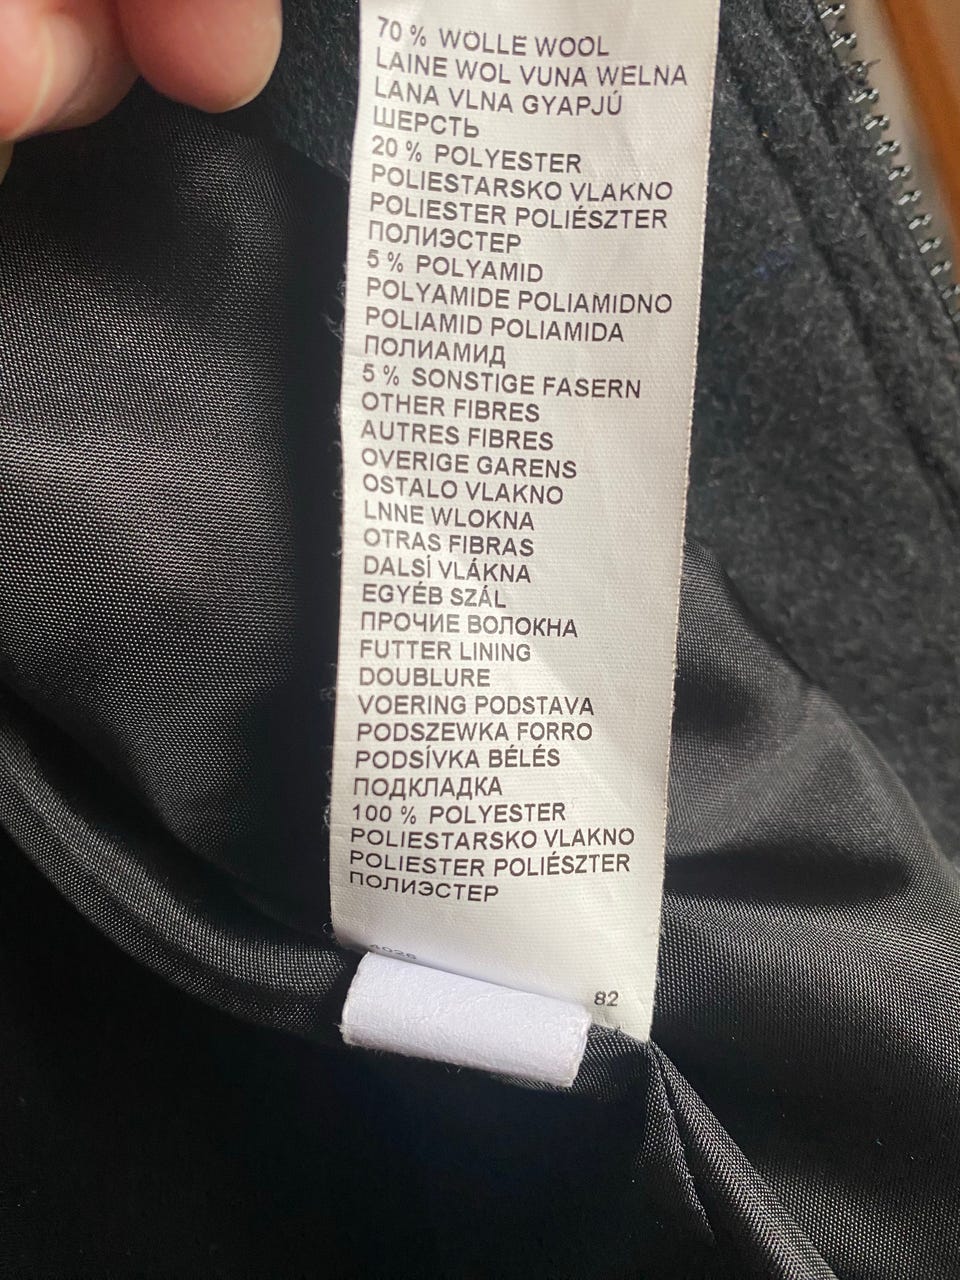 70 % WOLLE WOOL
LAINE WOL VUNA WELNA
LANA VLNA GYAPJÚ
ШЕРСТЬ
20 % POLYESTER
POLIESTARSKO VLAKNO
POLIESTER POLIÉSZTER
ПОЛИЭСТЕР
5 % POLYAMID
POLYAMIDE POLIAMIDNO
POLIAMID POLIAMIDA
ПОЛИАМИД
5 % SONSTIGE FASERN
OTHER FIBRES
AUTRES FIBRES
OVERIGE GARENS
OSTALO VLAKNO
LNNE WLOKNA
OTRAS FIBRAS
DALSÍ VLÁKNA
EGYÉB SZÁL
ПРОЧИЕ ВОЛОКНА
FUTTER LINING
DOUBLURE
VOERING PODSTAVA
PODSZEWKA FORRO
PODSÍVKA BÉLÉS
ПОДКЛАДКА
100 % POLYESTER
POLIESTARSKO VLAKNO
POLIESTER POLIÉSZTER
ПОЛИЭСТЕР
82